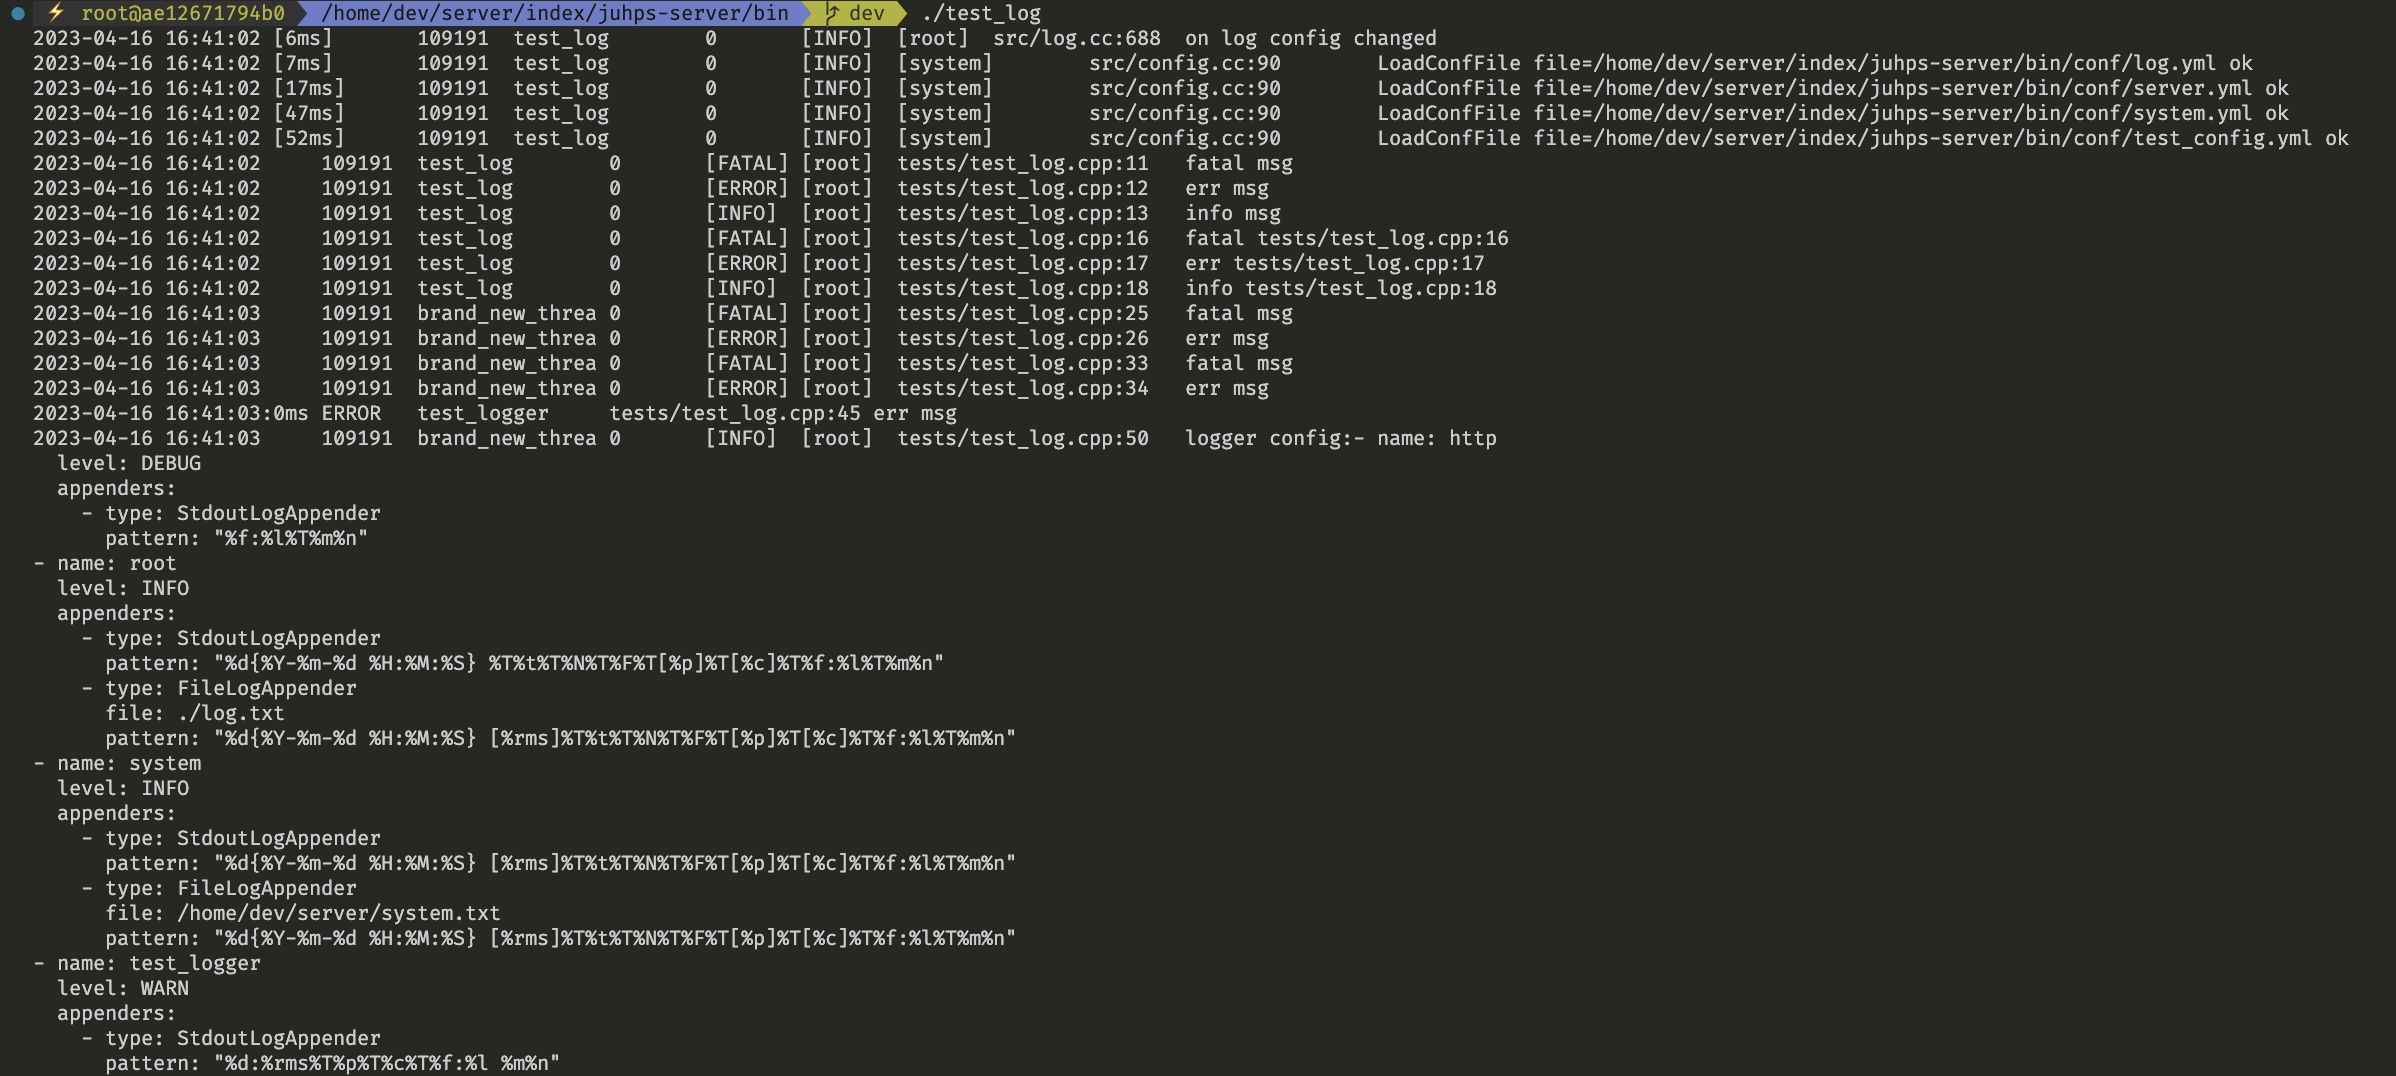 root@ae12671794b0 /home/dev/server/index/juhps-server/bin dev ./test_log
2023-04-16 16:41:02 [6ms] 109191 test_log 0 [INFO] [root] src/log.cc:688 on log config changed
2023-04-16 16:41:02 [7ms] 109191 test_log 0 [INFO] [system] src/config.cc:90 LoadConfFile file=/home/dev/server/index/juhps-server/bin/conf/log.yml ok
2023-04-16 16:41:02 [17ms] 109191 test_log 0 [INFO] [system] src/config.cc:90 LoadConfFile file=/home/dev/server/index/juhps-server/bin/conf/server.yml ok
2023-04-16 16:41:02 [47ms] 109191 test_log 0 [INFO] [system] src/config.cc:90 LoadConfFile file=/home/dev/server/index/juhps-server/bin/conf/system.yml ok
2023-04-16 16:41:02 [52ms] 109191 test_log 0 [INFO] [system] src/config.cc:90 LoadConfFile file=/home/dev/server/index/juhps-server/bin/conf/test_config.yml ok
2023-04-16 16:41:02 109191 test_log 0 [FATAL] [root] tests/test_log.cpp:11 fatal msg
2023-04-16 16:41:02 109191 test_log 0 [ERROR] [root] tests/test_log.cpp:12 err msg
2023-04-16 16:41:02 109191 test_log 0 [INFO] [root] tests/test_log.cpp:13 info msg
2023-04-16 16:41:02 109191 test_log 0 [FATAL] [root] tests/test_log.cpp:16 fatal tests/test_log.cpp:16
2023-04-16 16:41:02 109191 test_log 0 [ERROR] [root] tests/test_log.cpp:17 err tests/test_log.cpp:17
2023-04-16 16:41:02 109191 test_log 0 [INFO] [root] tests/test_log.cpp:18 info tests/test_log.cpp:18
2023-04-16 16:41:03 109191 brand_new_threa 0 [FATAL] [root] tests/test_log.cpp:25 fatal msg
2023-04-16 16:41:03 109191 brand_new_threa 0 [ERROR] [root] tests/test_log.cpp:26 err msg
2023-04-16 16:41:03 109191 brand_new_threa 0 [FATAL] [root] tests/test_log.cpp:33 fatal msg
2023-04-16 16:41:03 109191 brand_new_threa 0 [ERROR] [root] tests/test_log.cpp:34 err msg
2023-04-16 16:41:03:0ms ERROR test_logger tests/test_log.cpp:45 err msg
2023-04-16 16:41:03 109191 brand_new_threa 0 [INFO] [root] tests/test_log.cpp:50 logger config:- name: http
  level: DEBUG
  appenders:
    - type: StdoutLogAppender
      pattern: "%f:%l%T%m%n"
- name: root
  level: INFO
  appenders:
    - type: StdoutLogAppender
      pattern: "%d{%Y-%m-%d %H:%M:%S} %T%t%T%N%T%F%T[%p]%T[%c]%T%f:%l%T%m%n"
    - type: FileLogAppender
      file: ./log.txt
      pattern: "%d{%Y-%m-%d %H:%M:%S} [%rms]%T%t%T%N%T%F%T[%p]%T[%c]%T%f:%l%T%m%n"
- name: system
  level: INFO
  appenders:
    - type: StdoutLogAppender
      pattern: "%d{%Y-%m-%d %H:%M:%S} [%rms]%T%t%T%N%T%F%T[%p]%T[%c]%T%f:%l%T%m%n"
    - type: FileLogAppender
      file: /home/dev/server/system.txt
      pattern: "%d{%Y-%m-%d %H:%M:%S} [%rms]%T%t%T%N%T%F%T[%p]%T[%c]%T%f:%l%T%m%n"
- name: test_logger
  level: WARN
  appenders:
    - type: StdoutLogAppender
      pattern: "%d:%rms%T%p%T%c%T%f:%l %m%n"